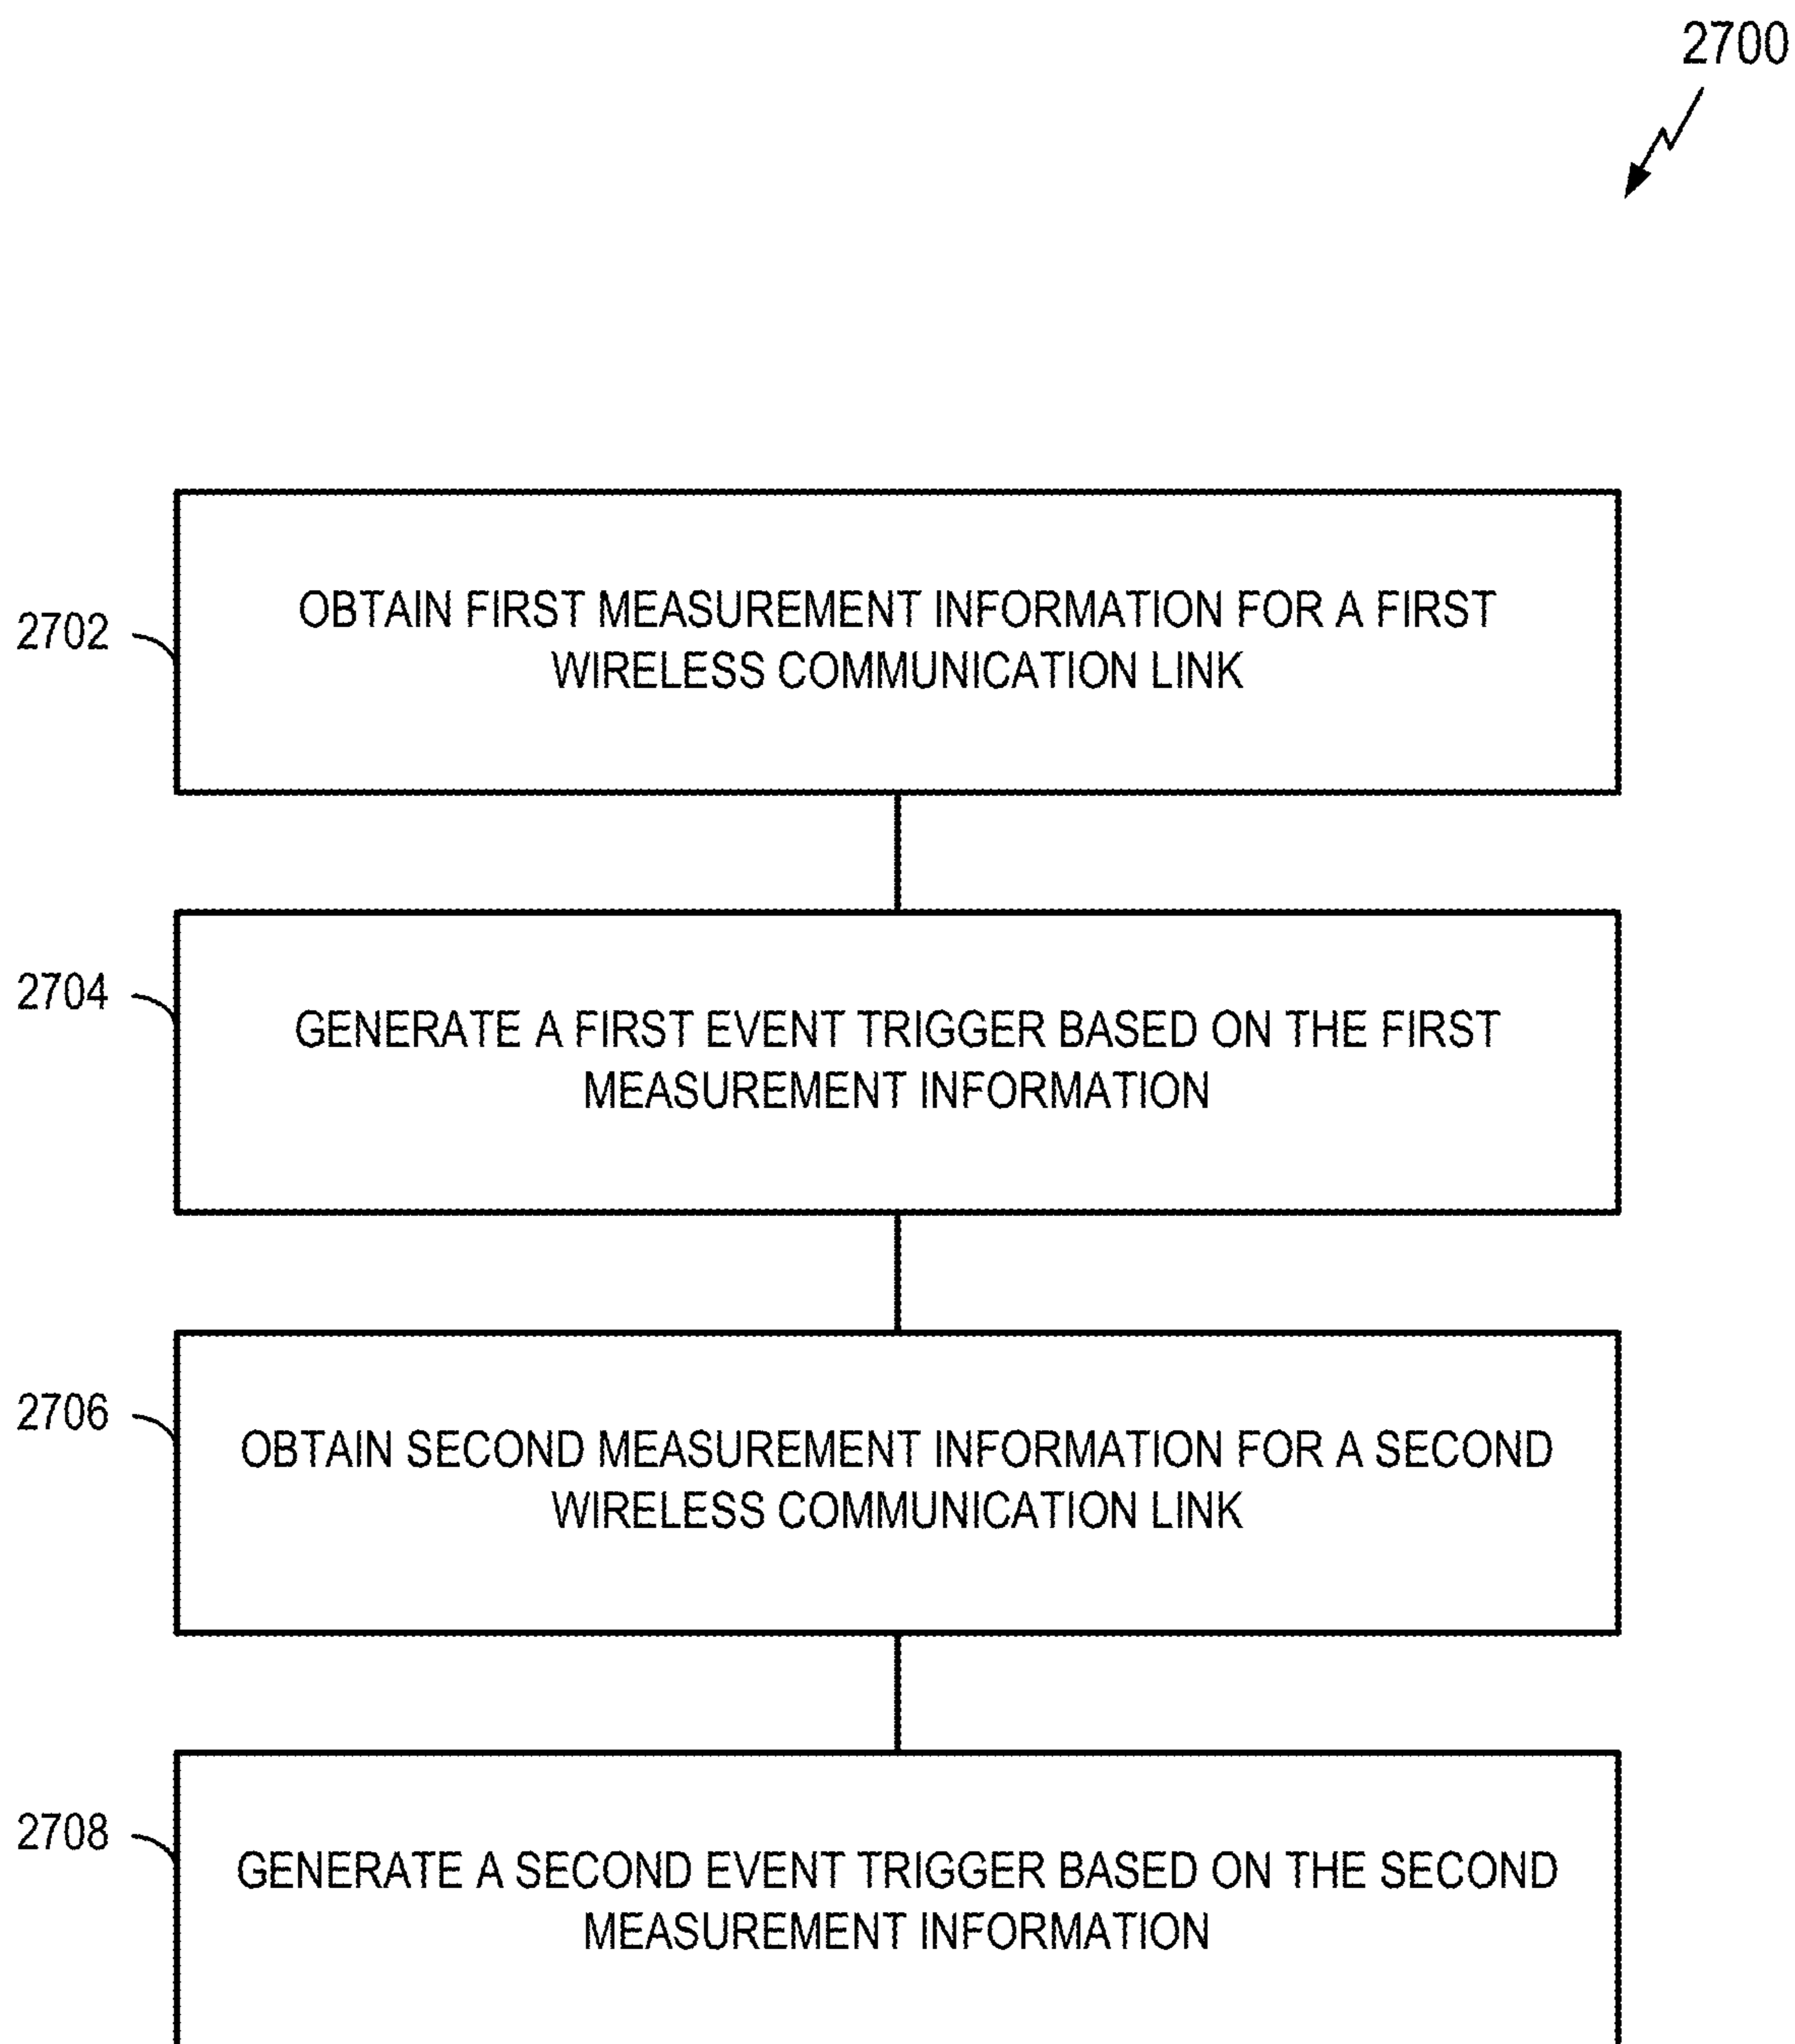 2700
2702
OBTAIN FIRST MEASUREMENT INFORMATION FOR A FIRST
WIRELESS COMMUNICATION LINK
2704
GENERATE A FIRST EVENT TRIGGER BASED ON THE FIRST
MEASUREMENT INFORMATION
2706
OBTAIN SECOND MEASUREMENT INFORMATION FOR A SECOND
WIRELESS COMMUNICATION LINK
2708
GENERATE A SECOND EVENT TRIGGER BASED ON THE SECOND
MEASUREMENT INFORMATION